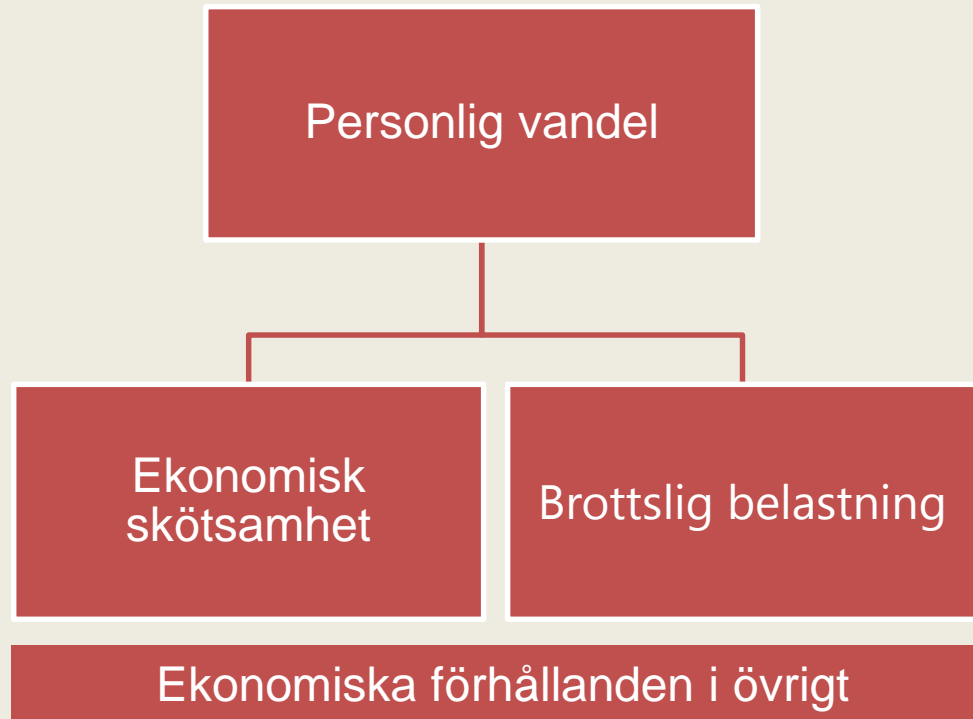 Personlig vandel
Ekonomisk
skötsamhet
Brottslig belastning
Ekonomiska förhållanden i övrigt